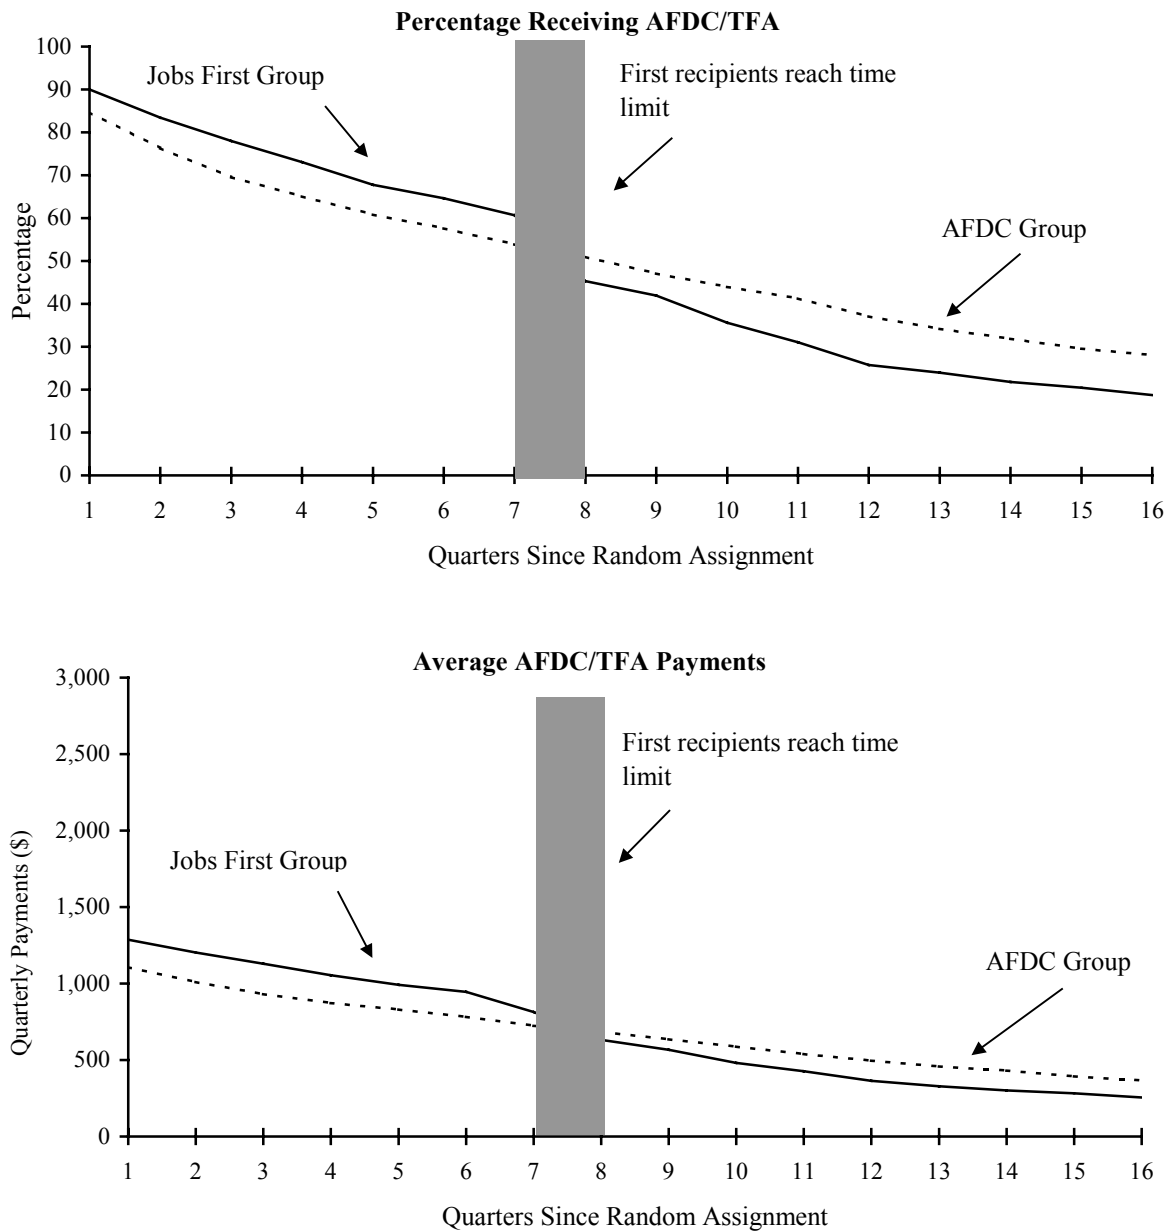 Percentage Receiving AFDC/TFA
100
90
80
70
60
50
40
30
20
10
0
Percentage
Jobs First Group
First recipients reach time
limit
AFDC Group
1 2 3 4 5 6 7 8 9 10 11 12 13 14 15 16
Quarters Since Random Assignment
Average AFDC/TFA Payments
3,000
2,500
2,000
1,500
1,000
500
0
Quarterly Payments ($)
First recipients reach time
limit
Jobs First Group
AFDC Group
1 2 3 4 5 6 7 8 9 10 11 12 13 14 15 16
Quarters Since Random Assignment